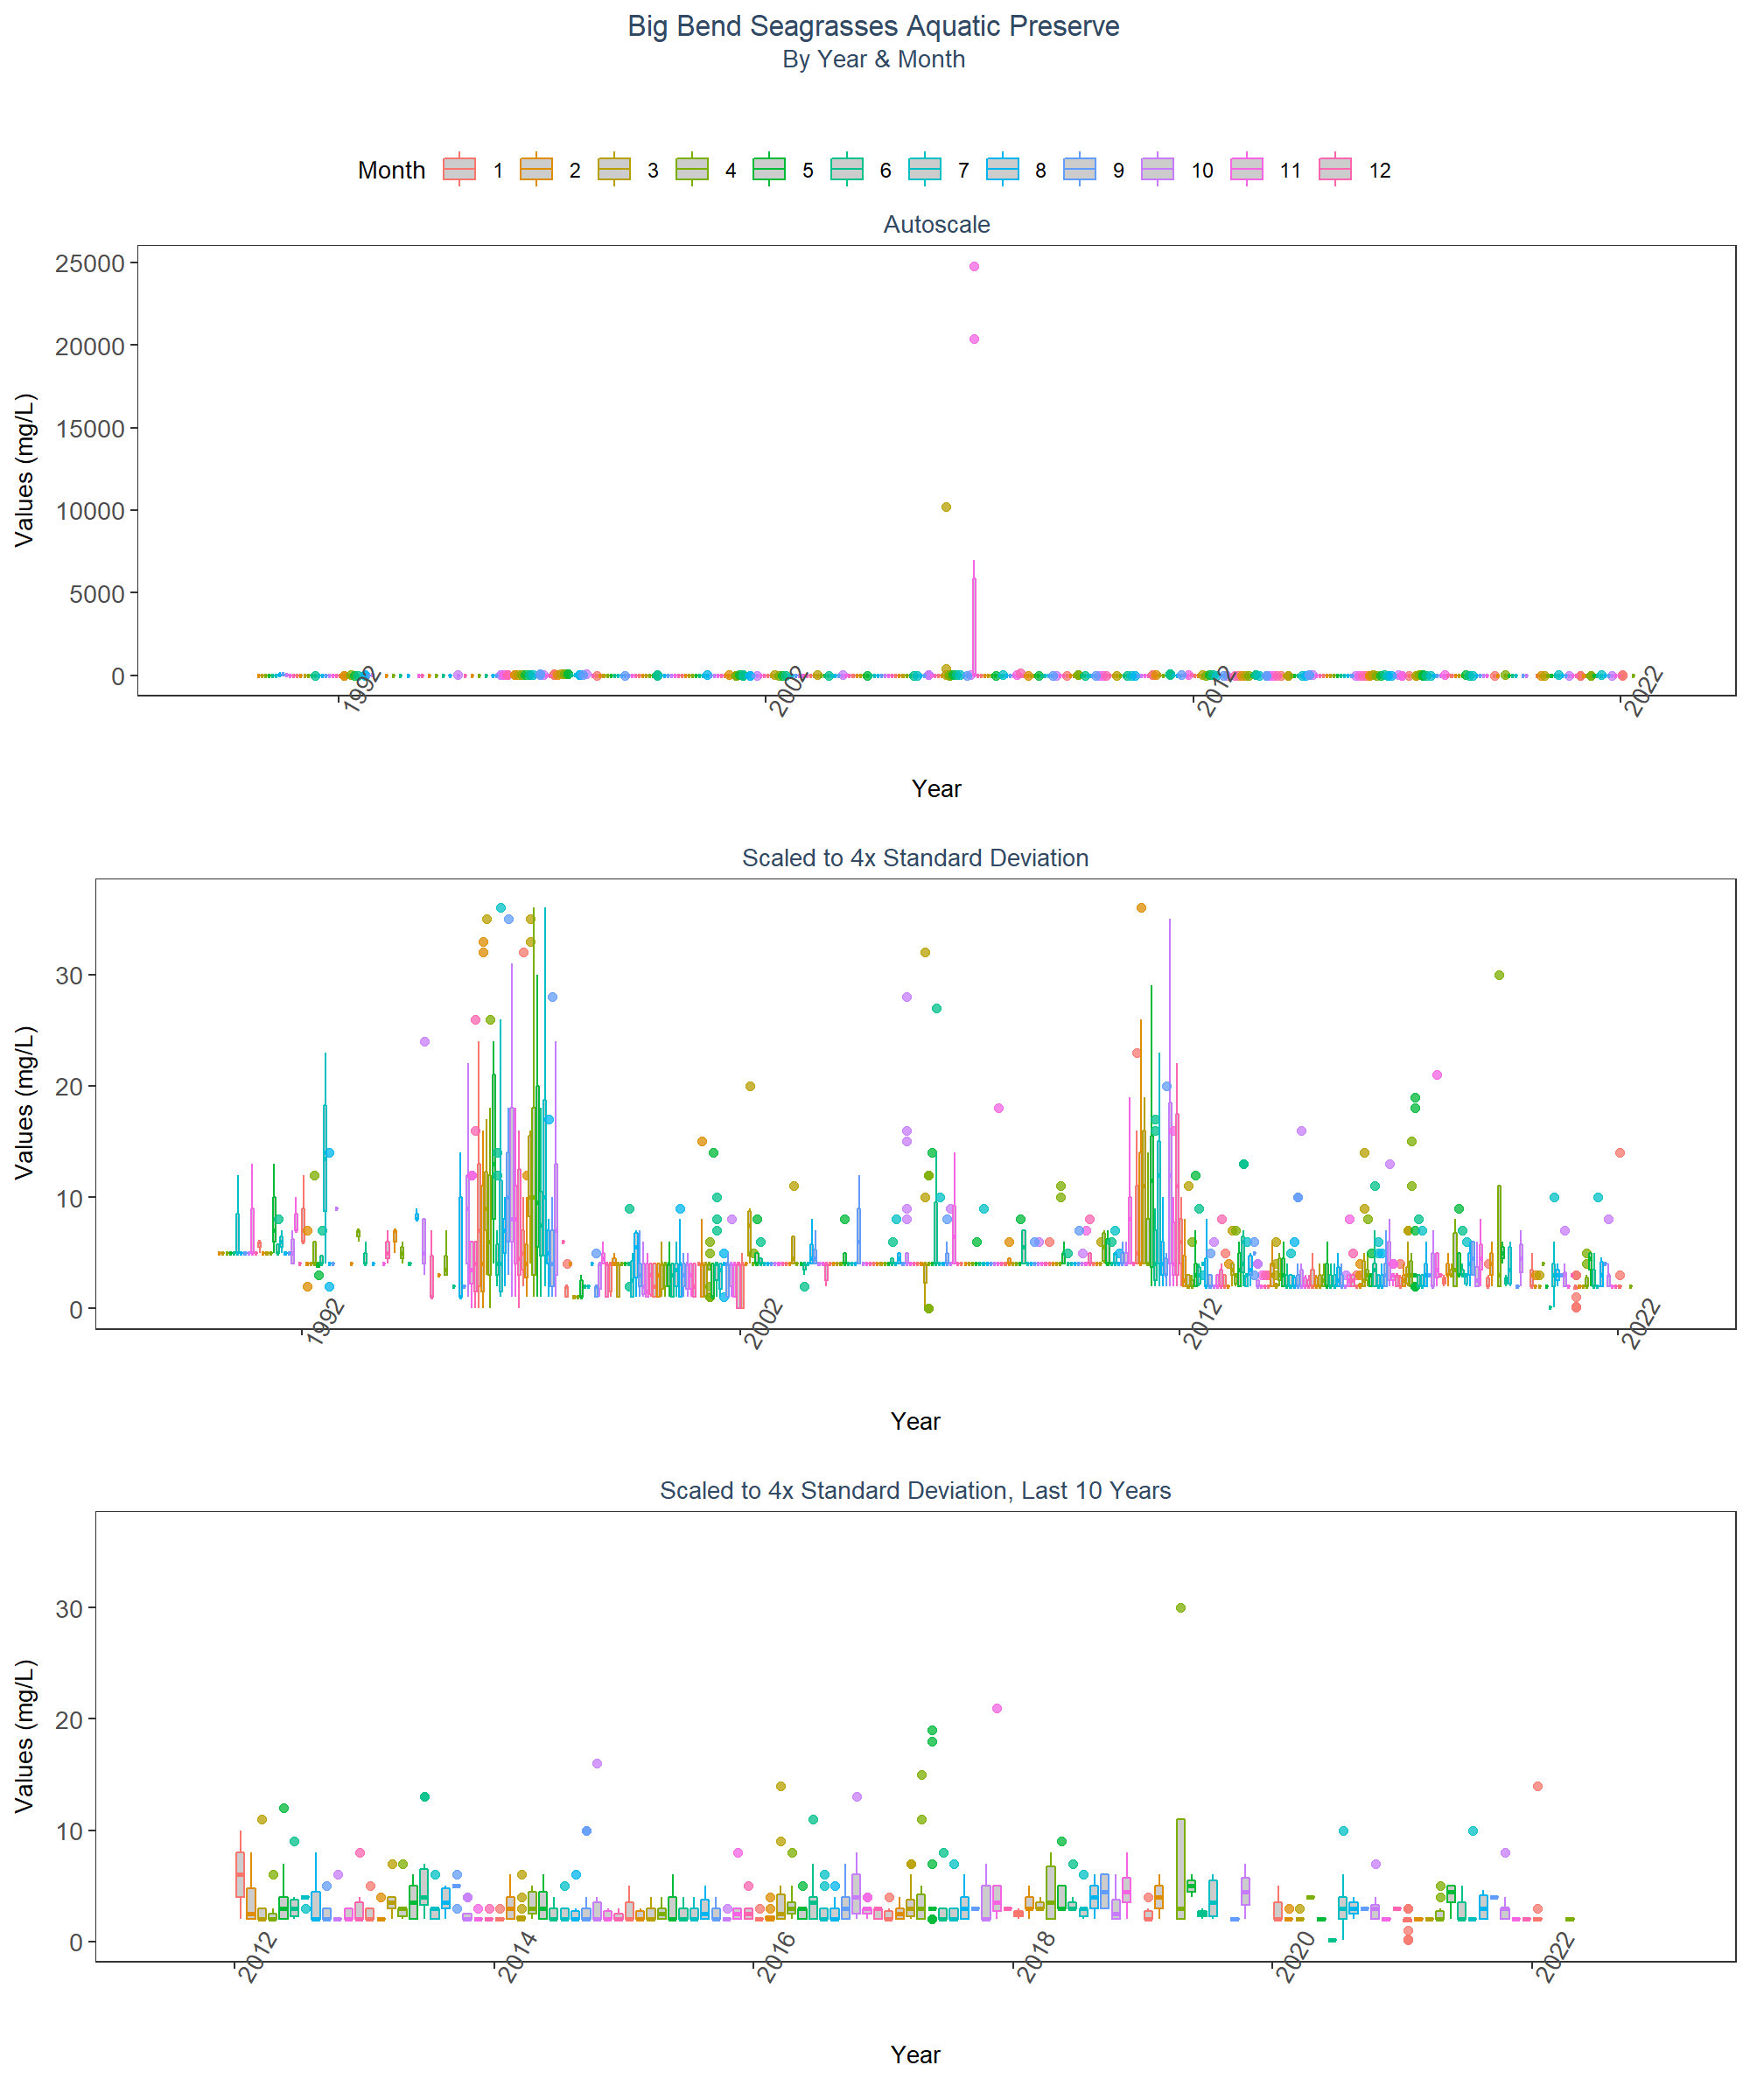 Big Bend Seagrasses Aquatic Preserve
By Year & Month
Month 1 2 3 4 5 6 7 8 9 10 11 12
Autoscale
Values (mg/L)
25000
20000
15000
10000
5000
0
1992 2002 2012 2022
Year
Scaled to 4x Standard Deviation
Values (mg/L)
30
20
10
0
1992 2002 2012 2022
Year
Scaled to 4x Standard Deviation, Last 10 Years
Values (mg/L)
30
20
10
0
2012 2014 2016 2018 2020 2022
Year